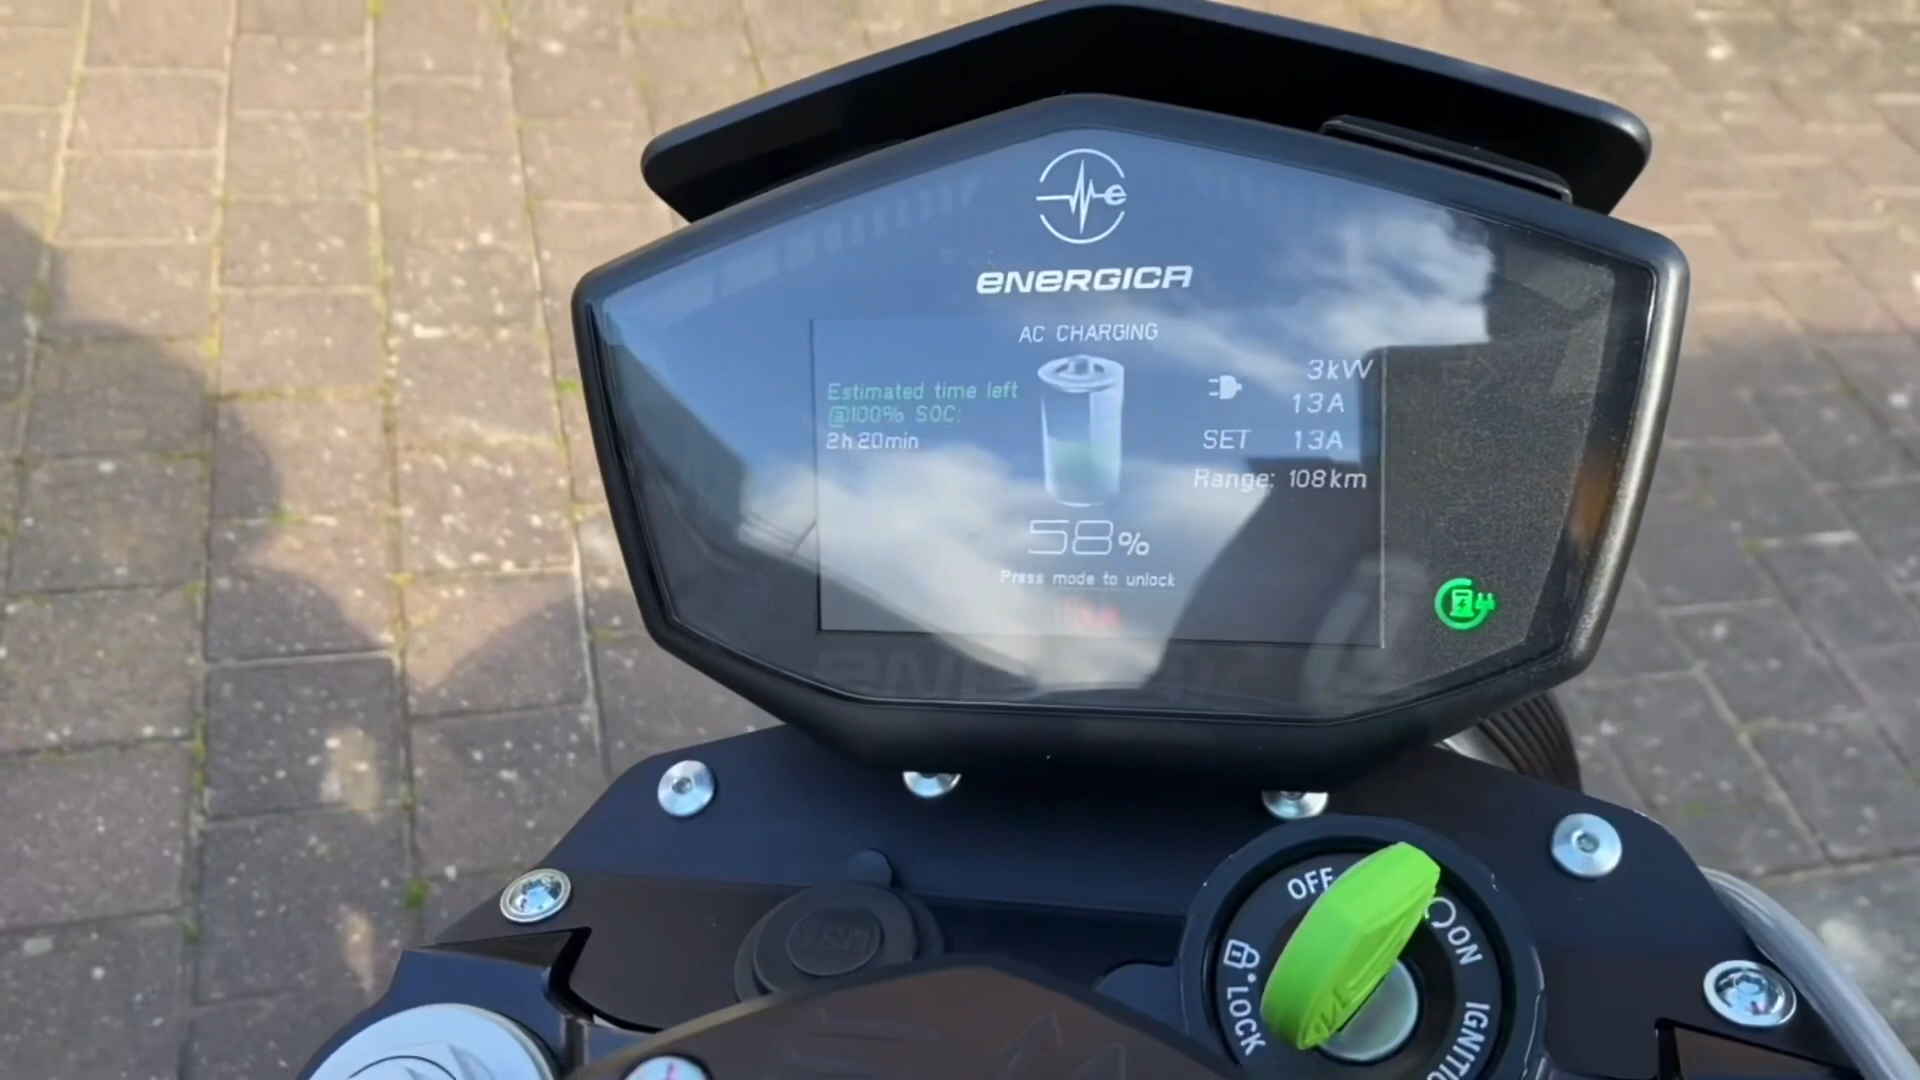 e
ENERGICA
AC CHARGING
Estimated time left
@100% SOC:
2h 20min
3kW
13A
SET 13A
Range: 108km
58%
Press mode to unlock
OFF
ON
LOCK
USB